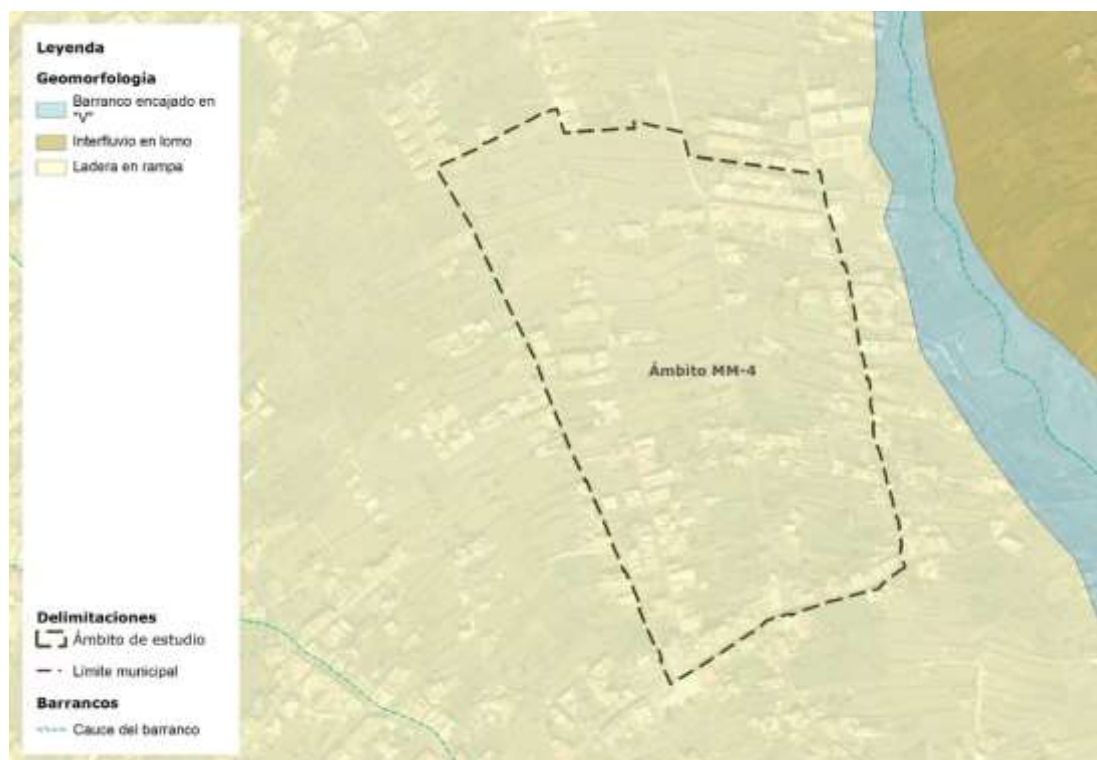 Leyenda
Geomorfología
Barranco encajado en
"V"
Interfluvio en lomo
Ladera en rampa
Ámbito MM-4
Delimitaciones
Ámbito de estudio
Límite municipal
Barrancos
Cauce del barranco